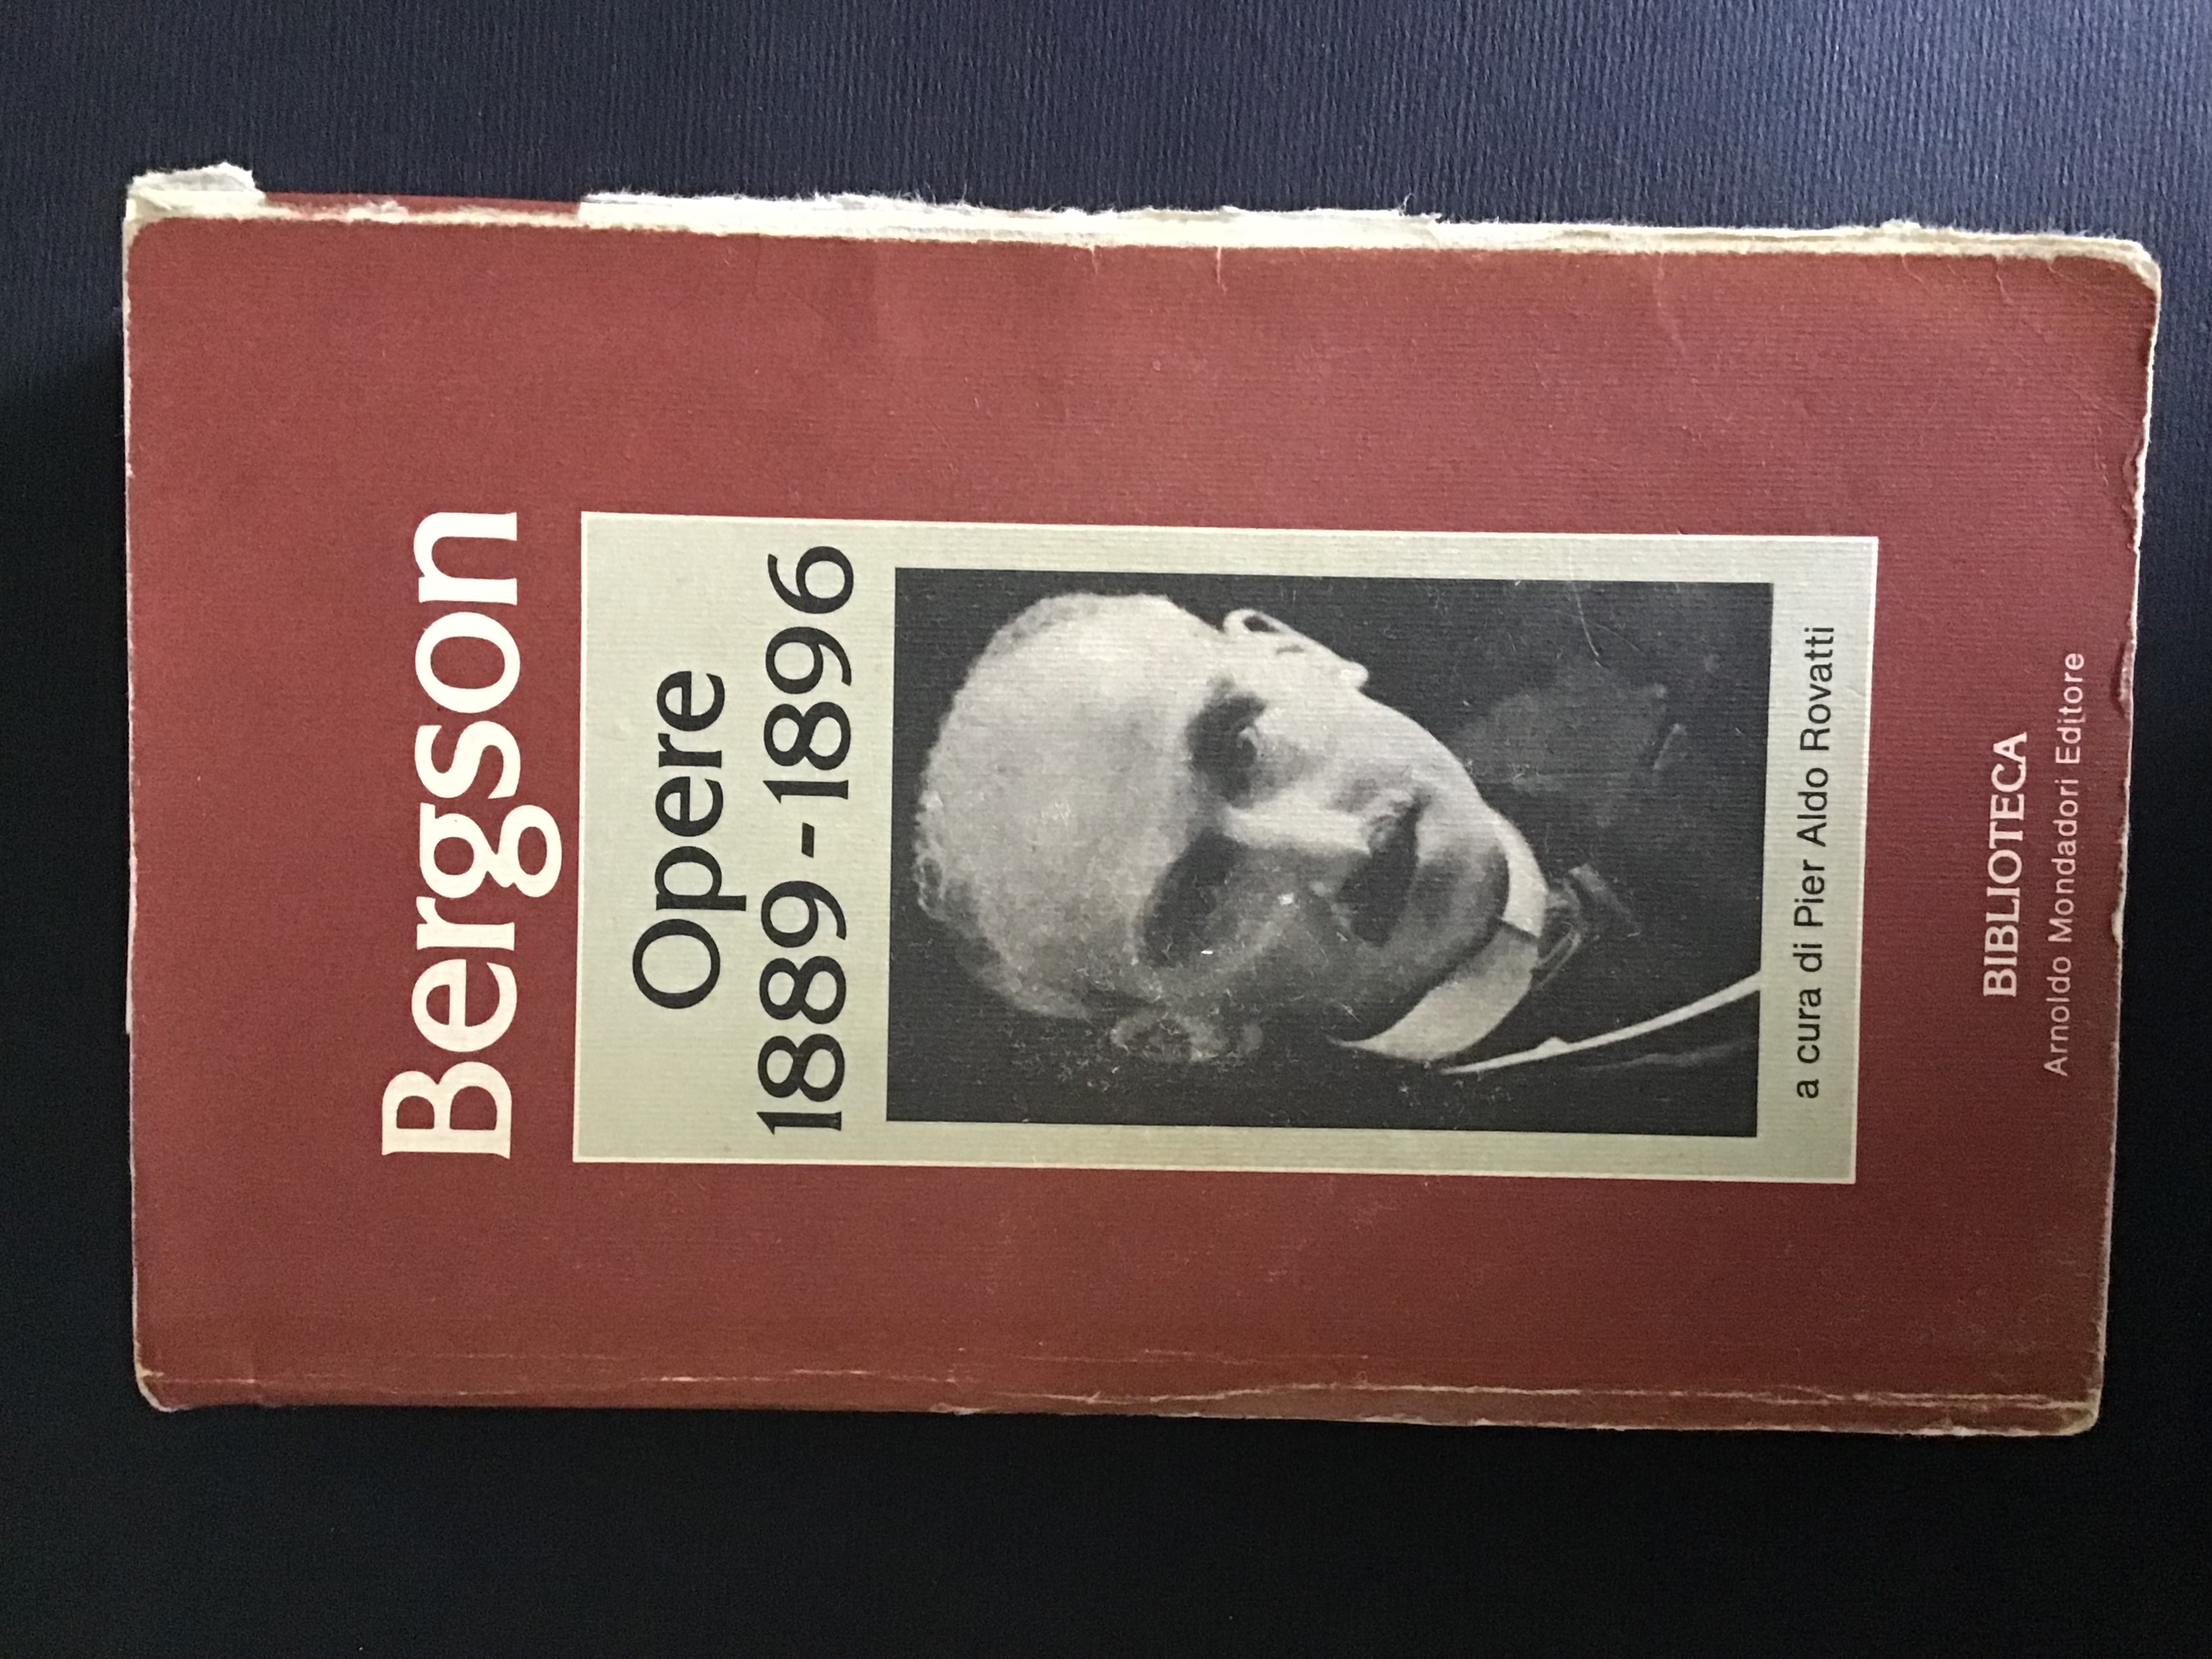 Bergson
Opere
1889-1896
a cura di Pier Aldo Rovatti
BIBLIOTECA
Arnoldo Mondadori Editore